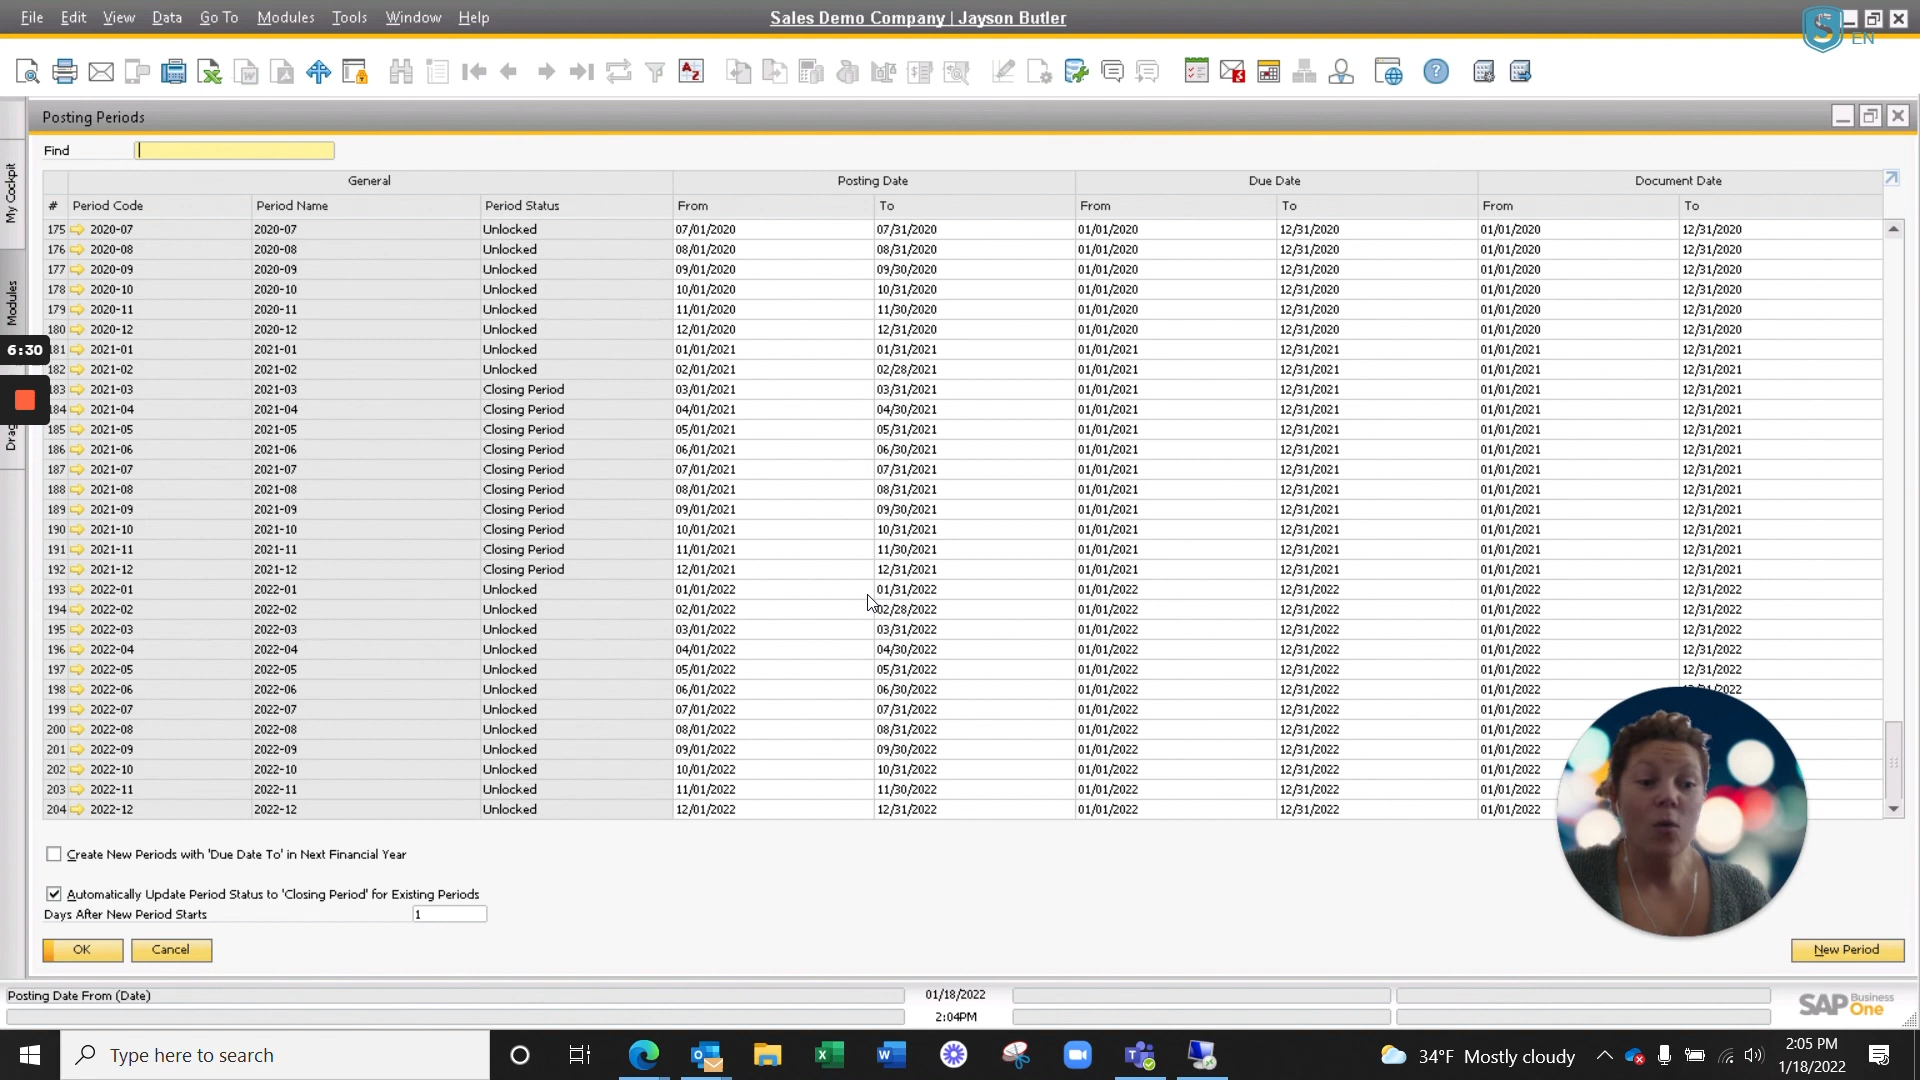 File Edit View Data Go To Modules Tools Window Help
Sales Demo Company | Jayson Butler
EN
Posting Periods
Find
General Posting Date Due Date Document Date
# Period Code Period Name Period Status From To From To From To
175 2020-07 2020-07 Unlocked 07/01/2020 07/31/2020 01/01/2020 12/31/2020 01/01/2020 12/31/2020
176 2020-08 2020-08 Unlocked 08/01/2020 08/31/2020 01/01/2020 12/31/2020 01/01/2020 12/31/2020
177 2020-09 2020-09 Unlocked 09/01/2020 09/30/2020 01/01/2020 12/31/2020 01/01/2020 12/31/2020
178 2020-10 2020-10 Unlocked 10/01/2020 10/31/2020 01/01/2020 12/31/2020 01/01/2020 12/31/2020
179 2020-11 2020-11 Unlocked 11/01/2020 11/30/2020 01/01/2020 12/31/2020 01/01/2020 12/31/2020
180 2020-12 2020-12 Unlocked 12/01/2020 12/31/2020 01/01/2020 12/31/2020 01/01/2020 12/31/2020
81 2021-01 2021-01 Unlocked 01/01/2021 01/31/2021 01/01/2021 12/31/2021 01/01/2021 12/31/2021
182 2021-02 2021-02 Unlocked 02/01/2021 02/28/2021 01/01/2021 12/31/2021 01/01/2021 12/31/2021
83 2021-03 2021-03 Closing Period 03/01/2021 03/31/2021 01/01/2021 12/31/2021 01/01/2021 12/31/2021
84 2021-04 2021-04 Closing Period 04/01/2021 04/30/2021 01/01/2021 12/31/2021 01/01/2021 12/31/2021
185 2021-05 2021-05 Closing Period 05/01/2021 05/31/2021 01/01/2021 12/31/2021 01/01/2021 12/31/2021
186 2021-06 2021-06 Closing Period 06/01/2021 06/30/2021 01/01/2021 12/31/2021 01/01/2021 12/31/2021
187 2021-07 2021-07 Closing Period 07/01/2021 07/31/2021 01/01/2021 12/31/2021 01/01/2021 12/31/2021
188 2021-08 2021-08 Closing Period 08/01/2021 08/31/2021 01/01/2021 12/31/2021 01/01/2021 12/31/2021
189 2021-09 2021-09 Closing Period 09/01/2021 09/30/2021 01/01/2021 12/31/2021 01/01/2021 12/31/2021
190 2021-10 2021-10 Closing Period 10/01/2021 10/31/2021 01/01/2021 12/31/2021 01/01/2021 12/31/2021
191 2021-11 2021-11 Closing Period 11/01/2021 11/30/2021 01/01/2021 12/31/2021 01/01/2021 12/31/2021
192 2021-12 2021-12 Closing Period 12/01/2021 12/31/2021 01/01/2021 12/31/2021 01/01/2021 12/31/2021
193 2022-01 2022-01 Unlocked 01/01/2022 01/31/2022 01/01/2022 12/31/2022 01/01/2022 12/31/2022
194 2022-02 2022-02 Unlocked 02/01/2022 02/28/2022 01/01/2022 12/31/2022 01/01/2022 12/31/2022
195 2022-03 2022-03 Unlocked 03/01/2022 03/31/2022 01/01/2022 12/31/2022 01/01/2022 12/31/2022
196 2022-04 2022-04 Unlocked 04/01/2022 04/30/2022 01/01/2022 12/31/2022 01/01/2022 12/31/2022
197 2022-05 2022-05 Unlocked 05/01/2022 05/31/2022 01/01/2022 12/31/2022 01/01/2022 12/31/2022
198 2022-06 2022-06 Unlocked 06/01/2022 06/30/2022 01/01/2022 12/31/2022 01/01/2022 12/31/2022
199 2022-07 2022-07 Unlocked 07/01/2022 07/31/2022 01/01/2022 12/31/2022 01/01/2022
200 2022-08 2022-08 Unlocked 08/01/2022 08/31/2022 01/01/2022 12/31/2022 01/01/2022
201 2022-09 2022-09 Unlocked 09/01/2022 09/30/2022 01/01/2022 12/31/2022 01/01/2022
202 2022-10 2022-10 Unlocked 10/01/2022 10/31/2022 01/01/2022 12/31/2022 01/01/2022
203 2022-11 2022-11 Unlocked 11/01/2022 11/30/2022 01/01/2022 12/31/2022 01/01/2022
204 2022-12 2022-12 Unlocked 12/01/2022 12/31/2022 01/01/2022 12/31/2022 01/01/2022
My Cockpit
Modules
6:30
Drag
Create New Periods with 'Due Date To' in Next Financial Year
Automatically Update Period Status to 'Closing Period' for Existing Periods
Days After New Period Starts 1
OK Cancel New Period
Posting Date From (Date) 01/18/2022
2:04PM
SAP Business One
Type here to search
34°F Mostly cloudy
2:05 PM
1/18/2022